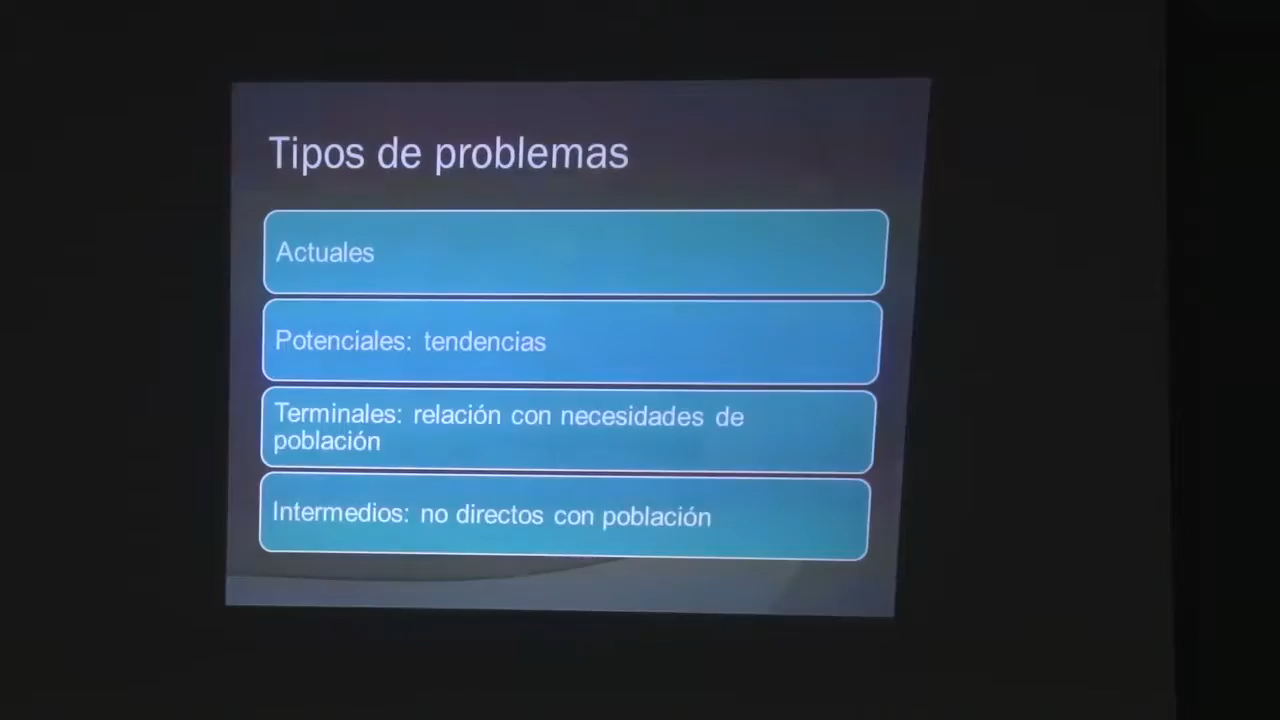 Tipos de problemas
Actuales
Potenciales: tendencias
Terminales: relación con necesidades de
población
Intermedios: no directos con población